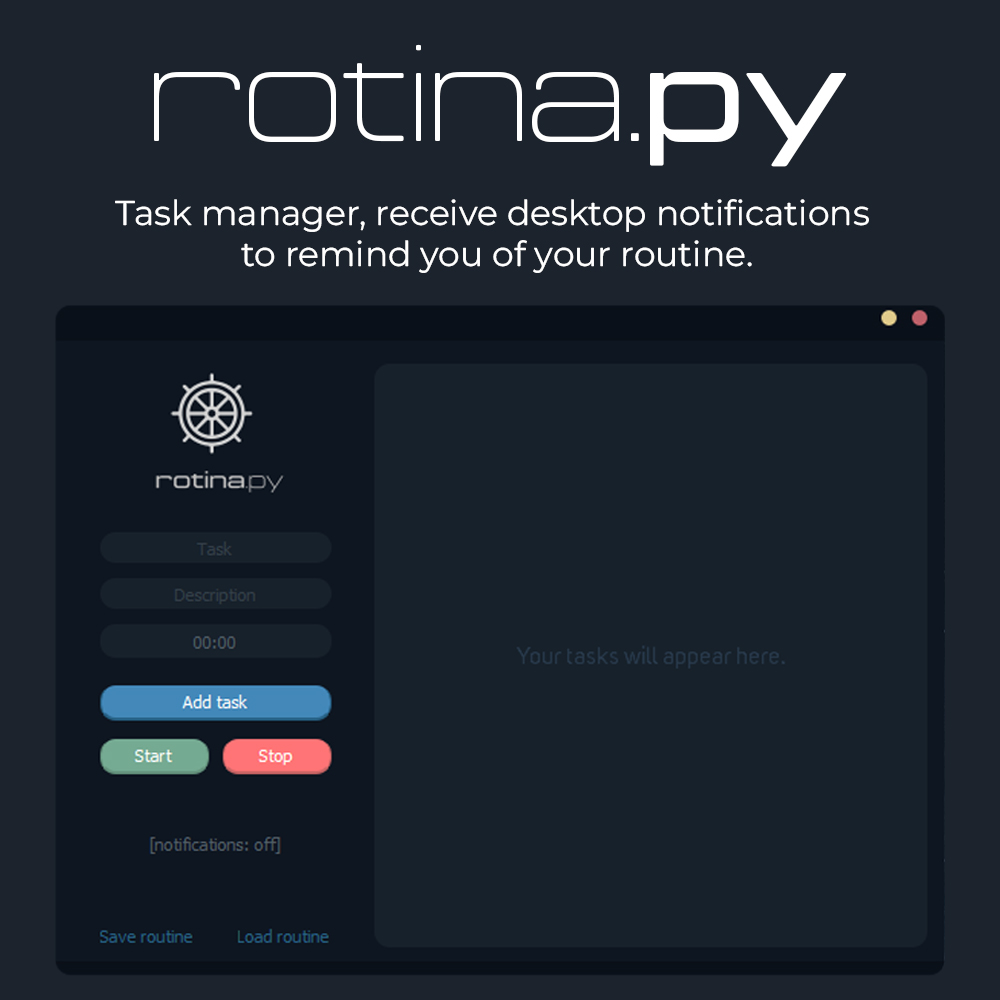 rotina.py
Task manager, receive desktop notifications
to remind you of your routine.
rotina.py
Task
Description
00:00
Add task
Start
Stop
[notifications: off]
Save routine
Load routine
Your tasks will appear here.